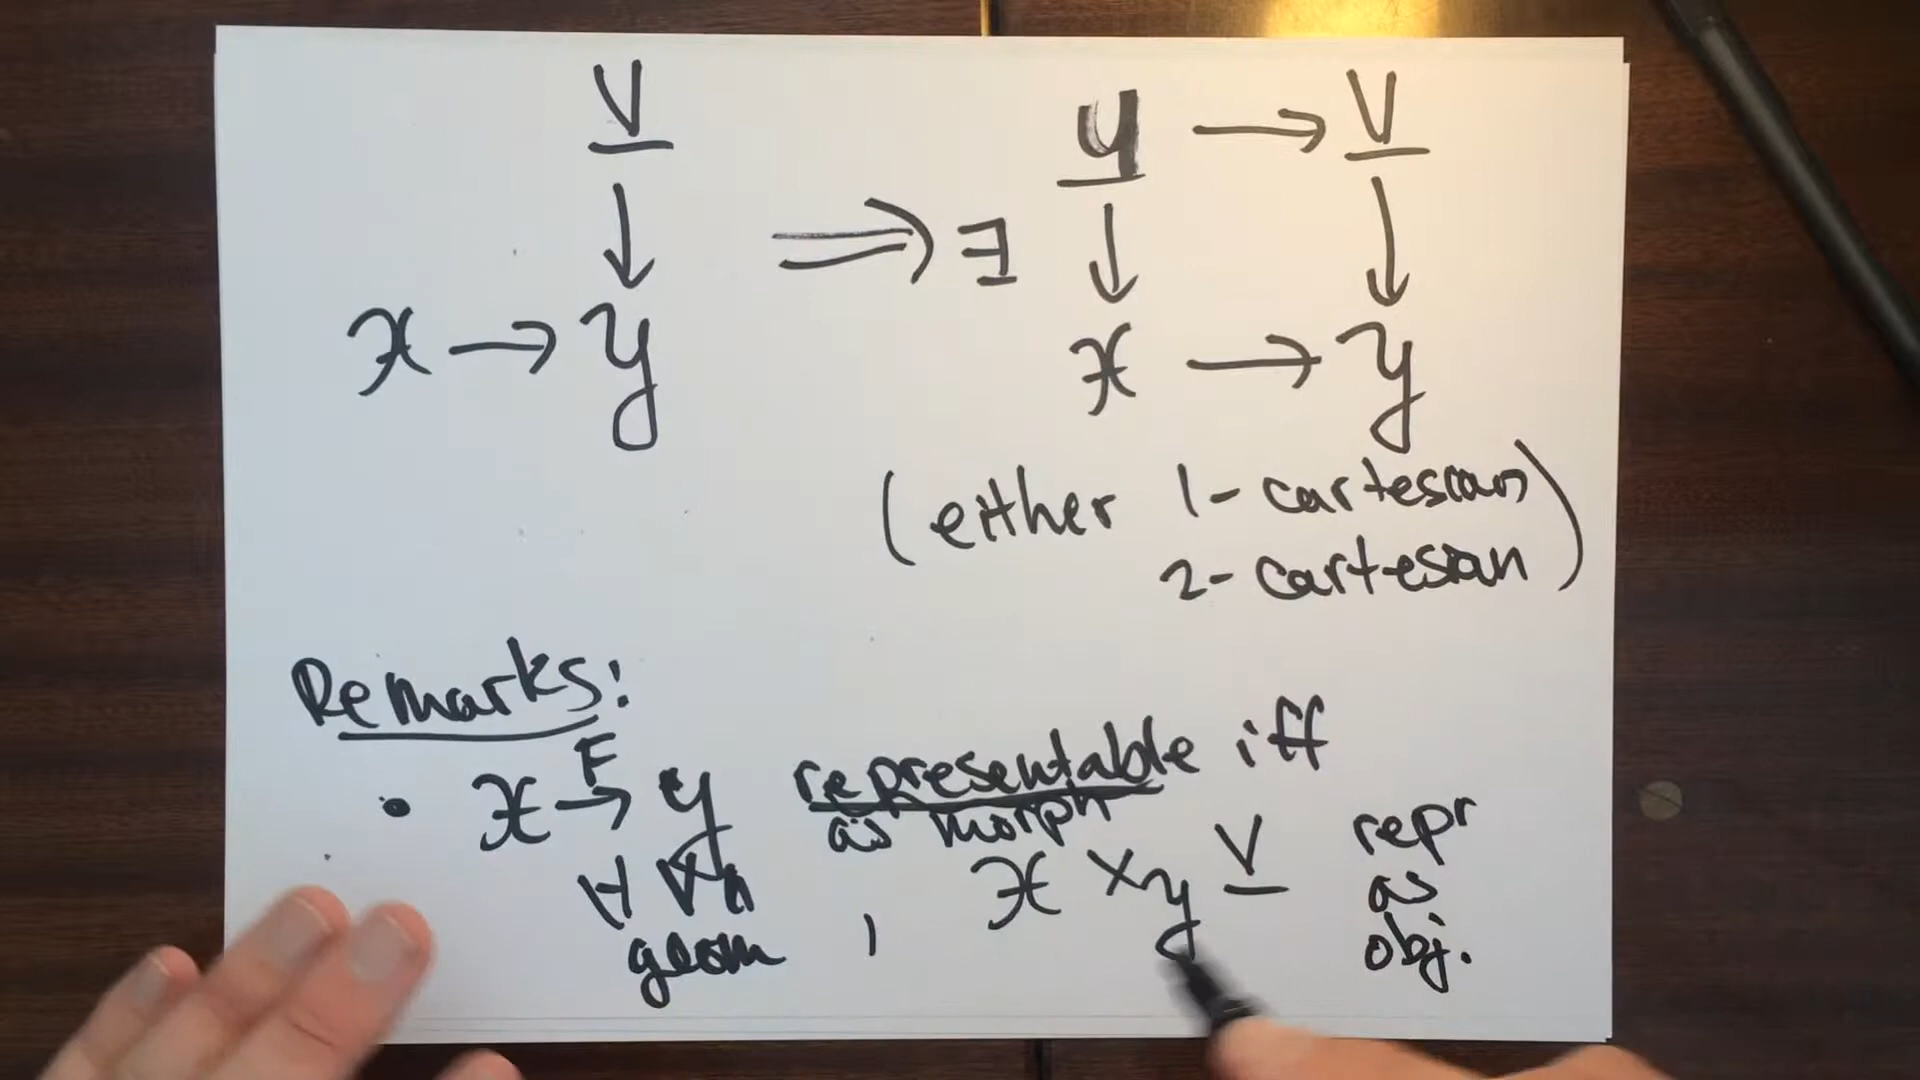 V U → V
↓ ⟹ ∃ ↓ ↓
𝒳 → 𝒴 𝒳 → 𝒴
(either 1-cartesian
2-cartesian)
Remarks:
• 𝒳 →F 𝒴 representable iff
as morph
∀ 𝒳 ×𝒴 V repr
as
geom , obj.